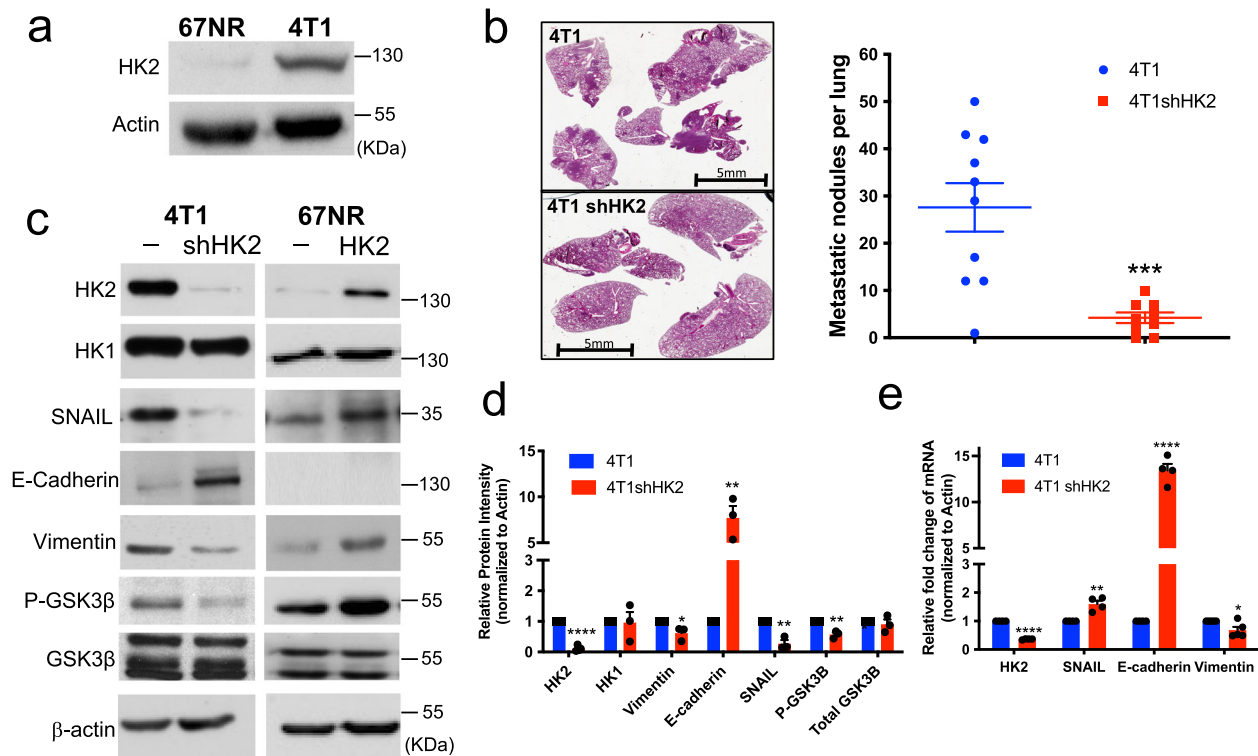 a
67NR 4T1
HK2
130
Actin
55
(KDa)
b
4T1
5mm
4T1 shHK2
5mm
Metastatic nodules per lung
60
50
40
30
20
10
0
4T1
4T1shHK2
***
c
4T1 67NR
– shHK2 – HK2
HK2
130
HK1
130
SNAIL
35
E-Cadherin
130
Vimentin
55
P-GSK3β
55
GSK3β
55
β-actin
55
(KDa)
d
Relative Protein Intensity
(normalized to Actin)
15
10
5
3
2
1
0
4T1
4T1shHK2
**** * ** ** **
HK2 HK1 Vimentin E-cadherin SNAIL P-GSK3B Total GSK3B
e
Relative fold change of mRNA
(normalized to Actin)
15
10
5
3
2
1
0
4T1
4T1 shHK2
**** ** **** *
HK2 SNAIL E-cadherin Vimentin